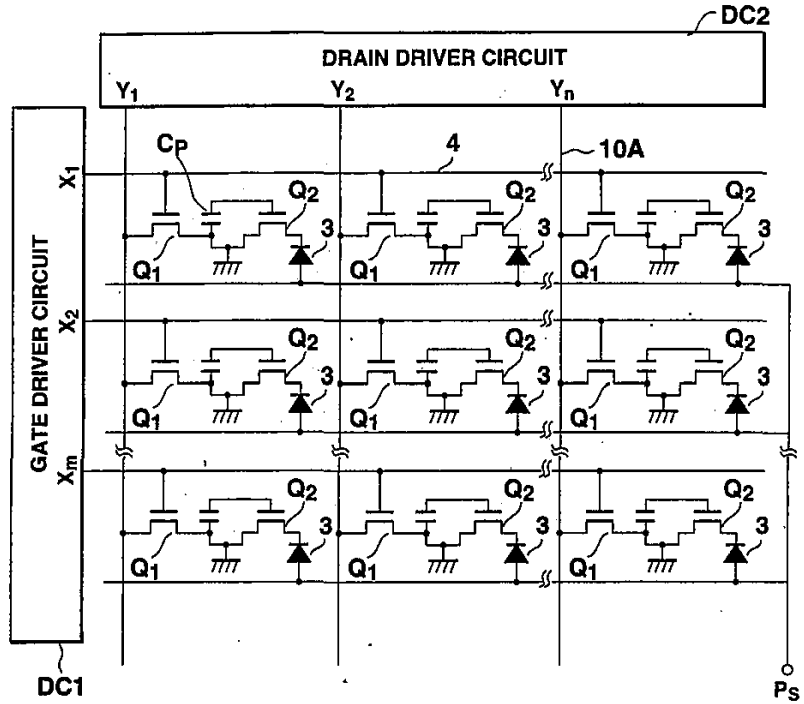 DC2
DRAIN DRIVER CIRCUIT
Y1 Y2 Yn
GATE DRIVER CIRCUIT
X1 CP 4 10A
Q2 3 Q2 3 Q2 3
Q1 Q1 Q1
X2
Q2 3 Q2 3 Q2 3
Q1 Q1 Q1
Xm
Q2 3 Q2 3 Q2 3
Q1 Q1 Q1
DC1 PS